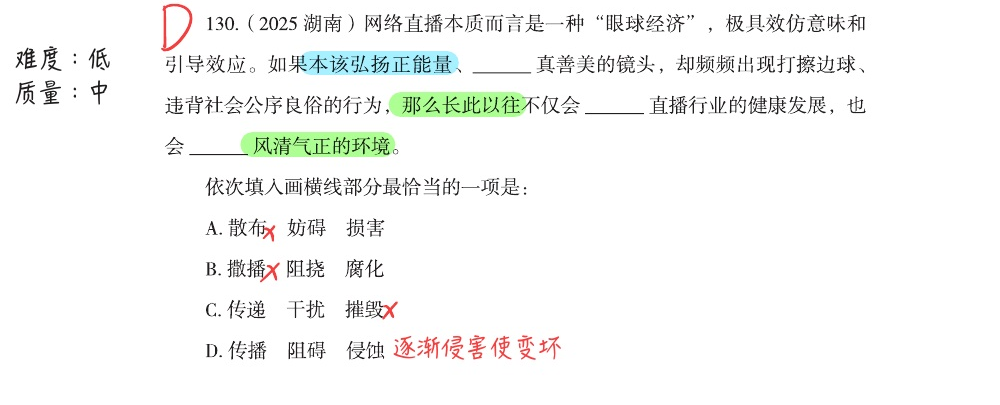 D
130.（2025 湖南）网络直播本质而言是一种“眼球经济”，极具效仿意味和
难度：低
引导效应。如果本该弘扬正能量、______ 真善美的镜头，却频频出现打擦边球、
质量：中
违背社会公序良俗的行为，那么长此以往不仅会 ______ 直播行业的健康发展，也
会 ______ 风清气正的环境。
依次填入画横线部分最恰当的一项是：
A. 散布× 妨碍 损害
B. 撒播× 阻挠 腐化
C. 传递 干扰 摧毁×
D. 传播 阻碍 侵蚀 逐渐侵害使变坏